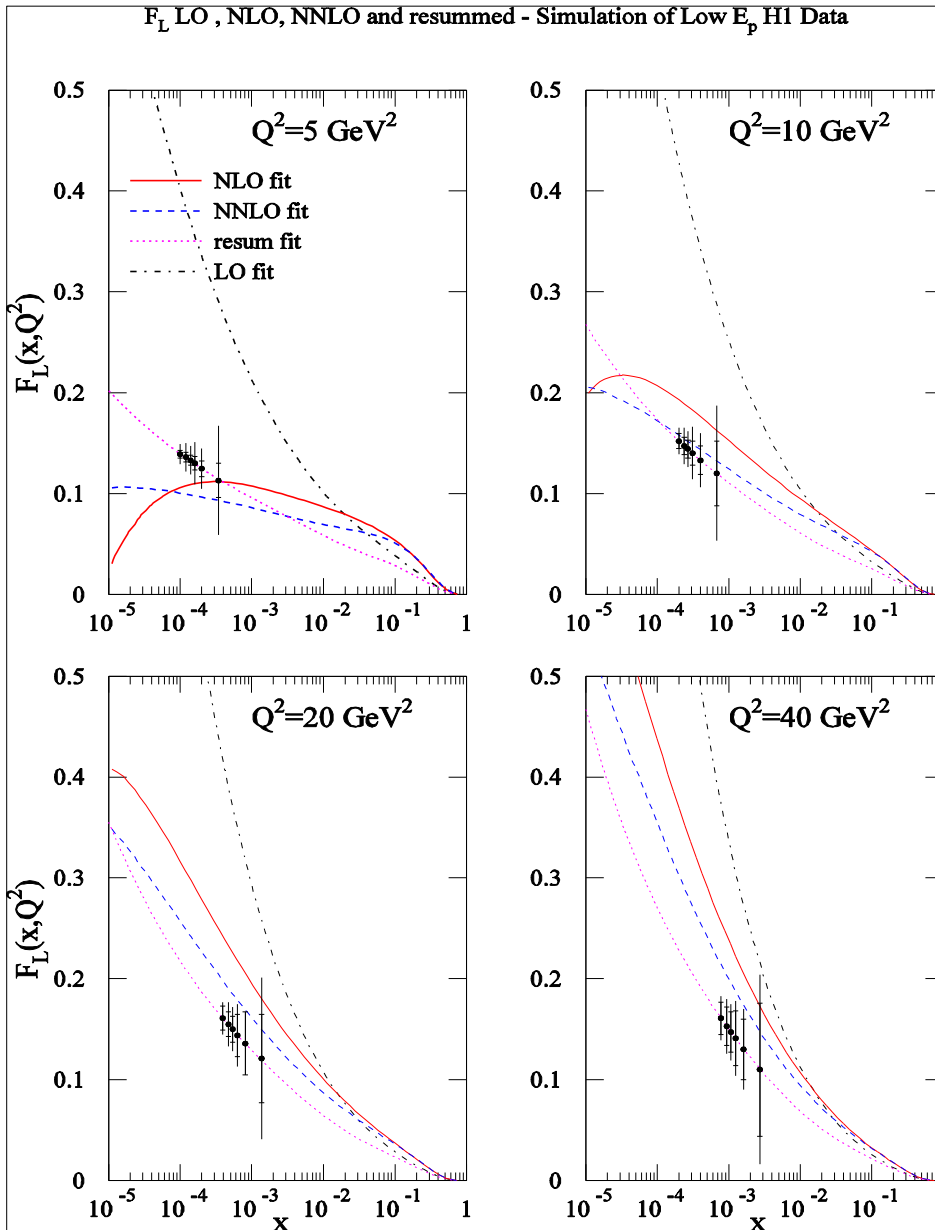 F_L LO , NLO, NNLO and resummed - Simulation of Low E_p H1 Data
Q²=5 GeV²
NLO fit
NNLO fit
resum fit
LO fit
F_L(x,Q²)
0.5
0.4
0.3
0.2
0.1
0
10⁻⁵ 10⁻⁴ 10⁻³ 10⁻² 10⁻¹ 1
Q²=10 GeV²
0.5
0.4
0.3
0.2
0.1
0
10⁻⁵ 10⁻⁴ 10⁻³ 10⁻² 10⁻¹
Q²=20 GeV²
F_L(x,Q²)
0.5
0.4
0.3
0.2
0.1
0
10⁻⁵ 10⁻⁴ 10⁻³ 10⁻² 10⁻¹ 1
x
Q²=40 GeV²
0.5
0.4
0.3
0.2
0.1
0
10⁻⁵ 10⁻⁴ 10⁻³ 10⁻² 10⁻¹
x